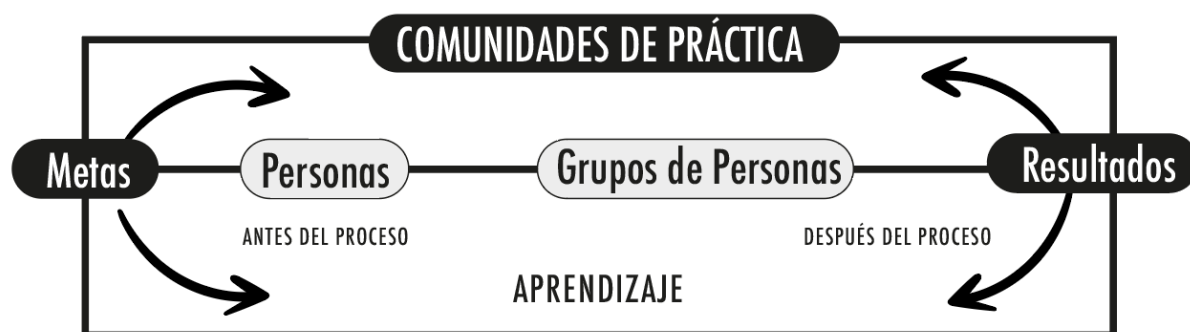 COMUNIDADES DE PRÁCTICA
Metas
Personas
Grupos de Personas
Resultados
ANTES DEL PROCESO
DESPUÉS DEL PROCESO
APRENDIZAJE